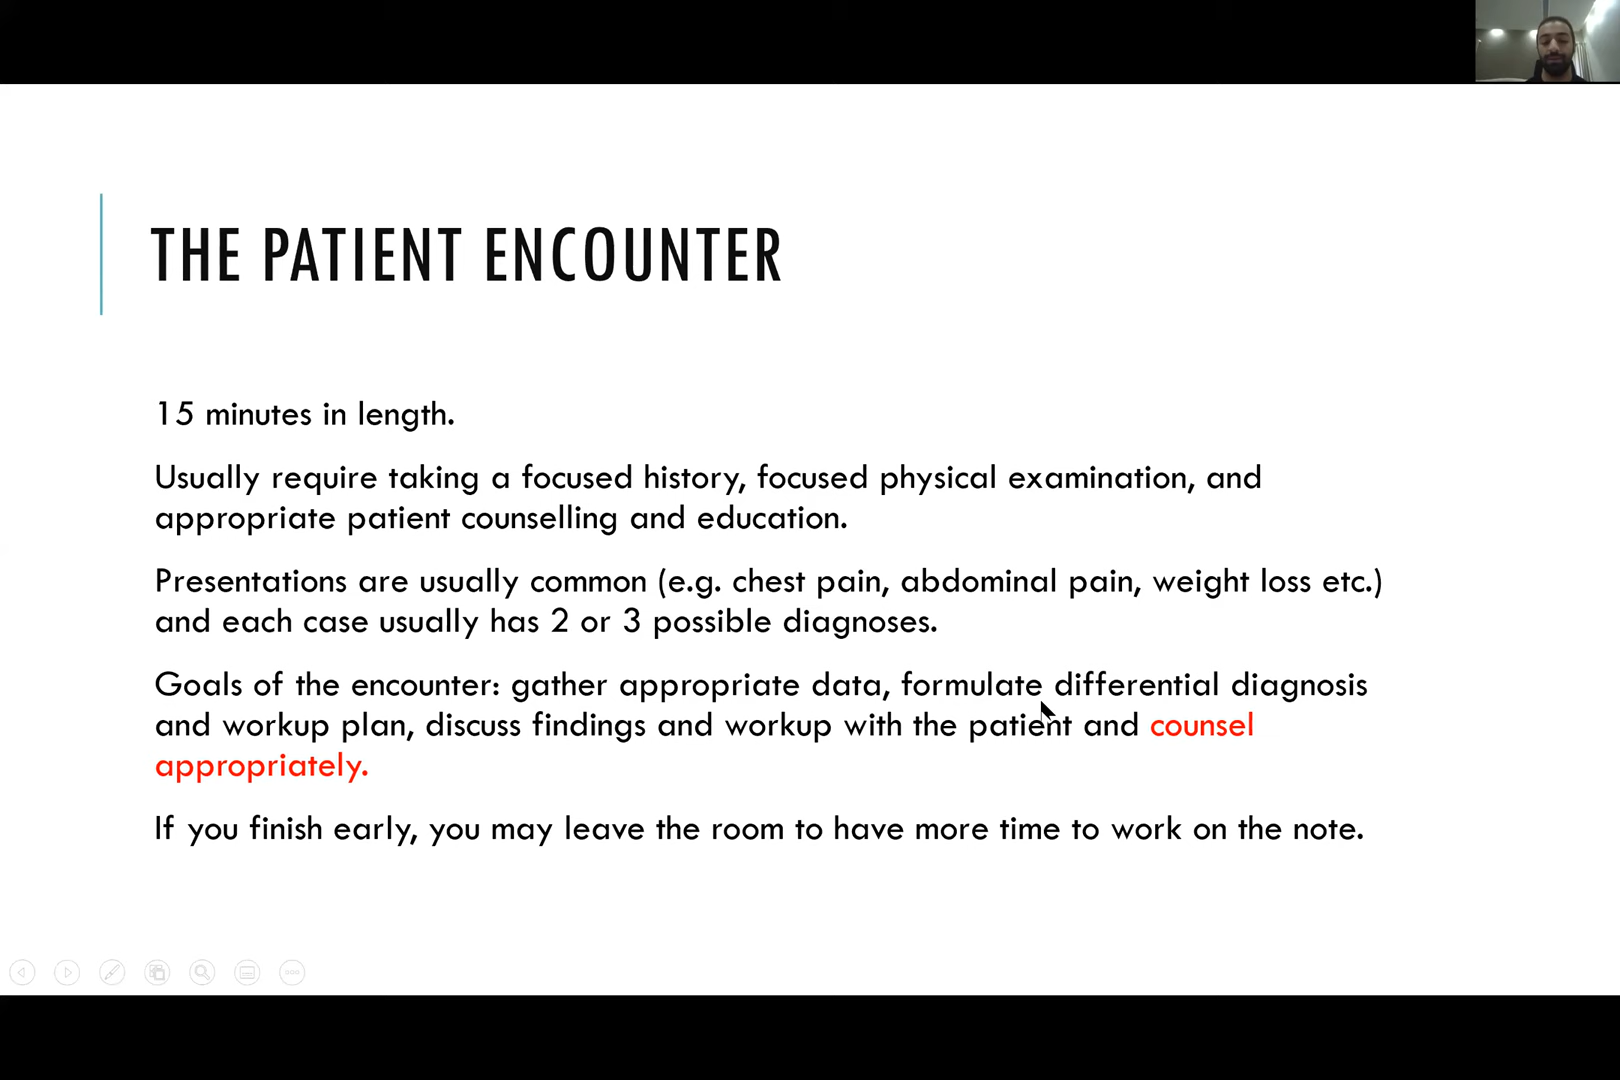 THE PATIENT ENCOUNTER
15 minutes in length.
Usually require taking a focused history, focused physical examination, and
appropriate patient counselling and education.
Presentations are usually common (e.g. chest pain, abdominal pain, weight loss etc.)
and each case usually has 2 or 3 possible diagnoses.
Goals of the encounter: gather appropriate data, formulate differential diagnosis
and workup plan, discuss findings and workup with the patient and counsel
appropriately.
If you finish early, you may leave the room to have more time to work on the note.